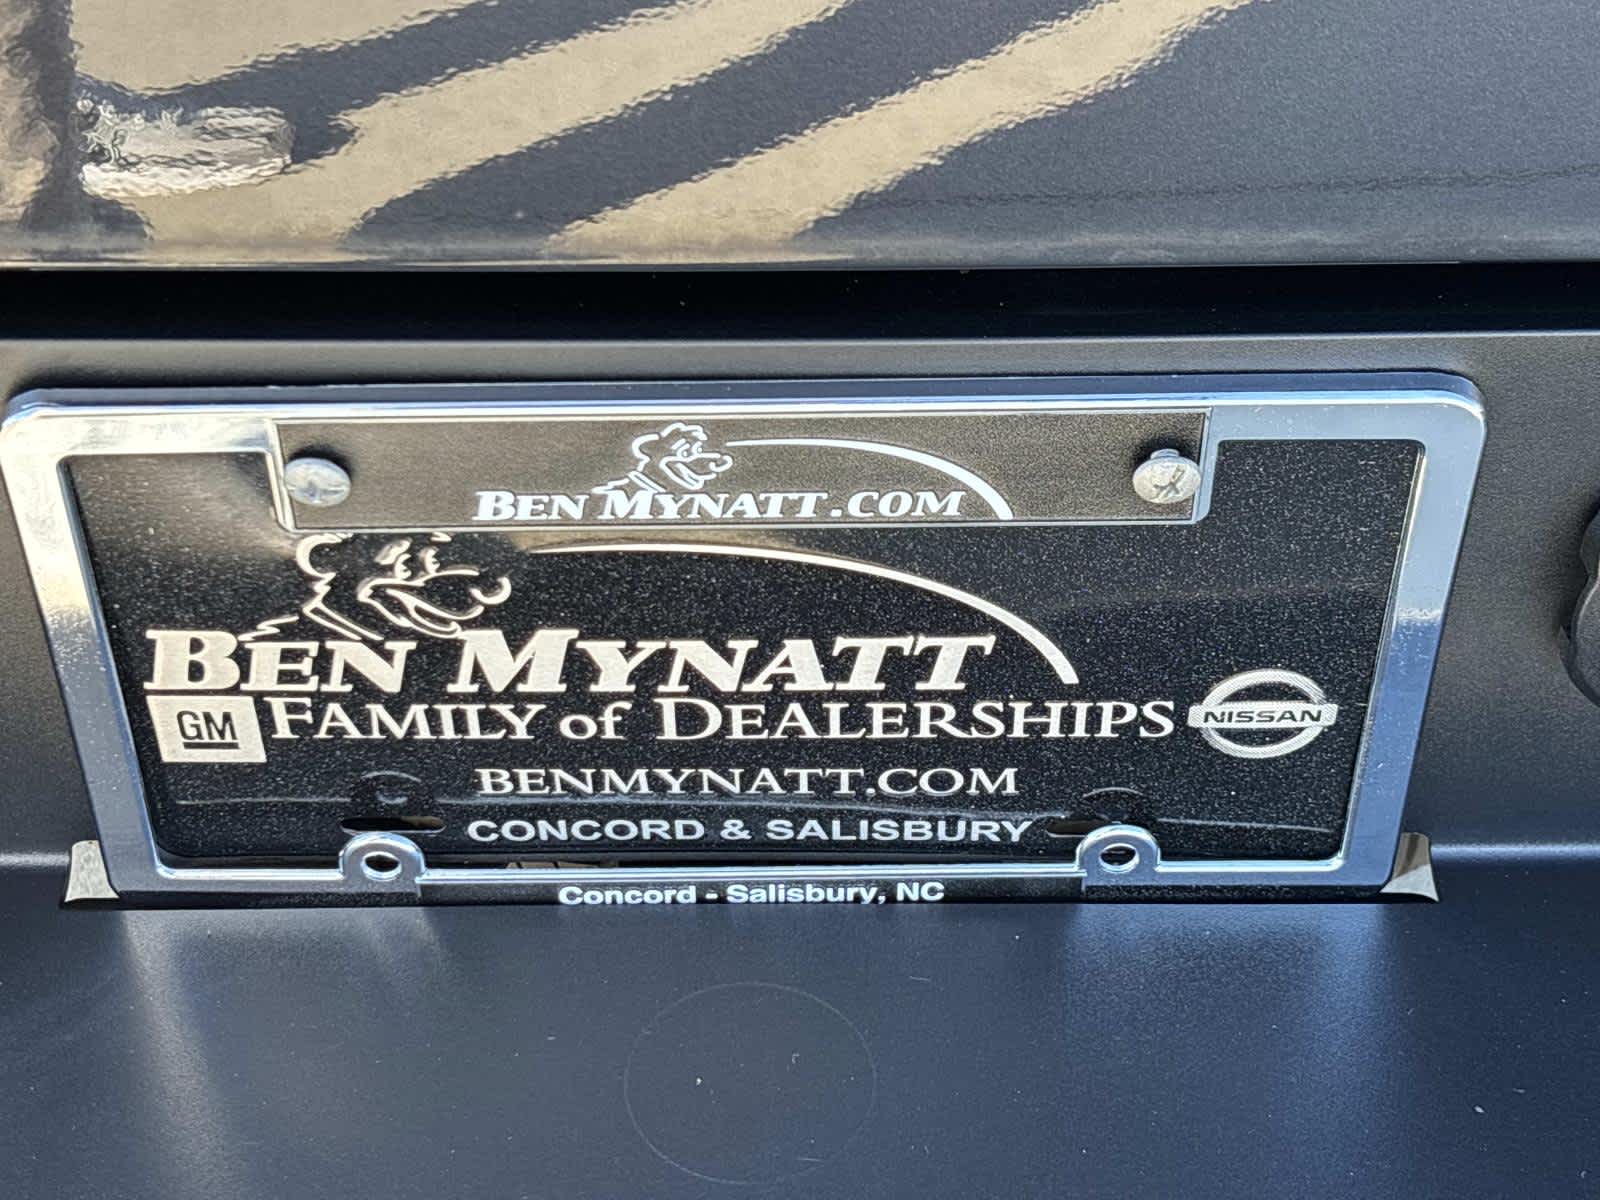 BEN MYNATT.COM
BEN MYNATT
GM FAMILY of DEALERSHIPS NISSAN
BENMYNATT.COM
CONCORD & SALISBURY
Concord - Salisbury, NC